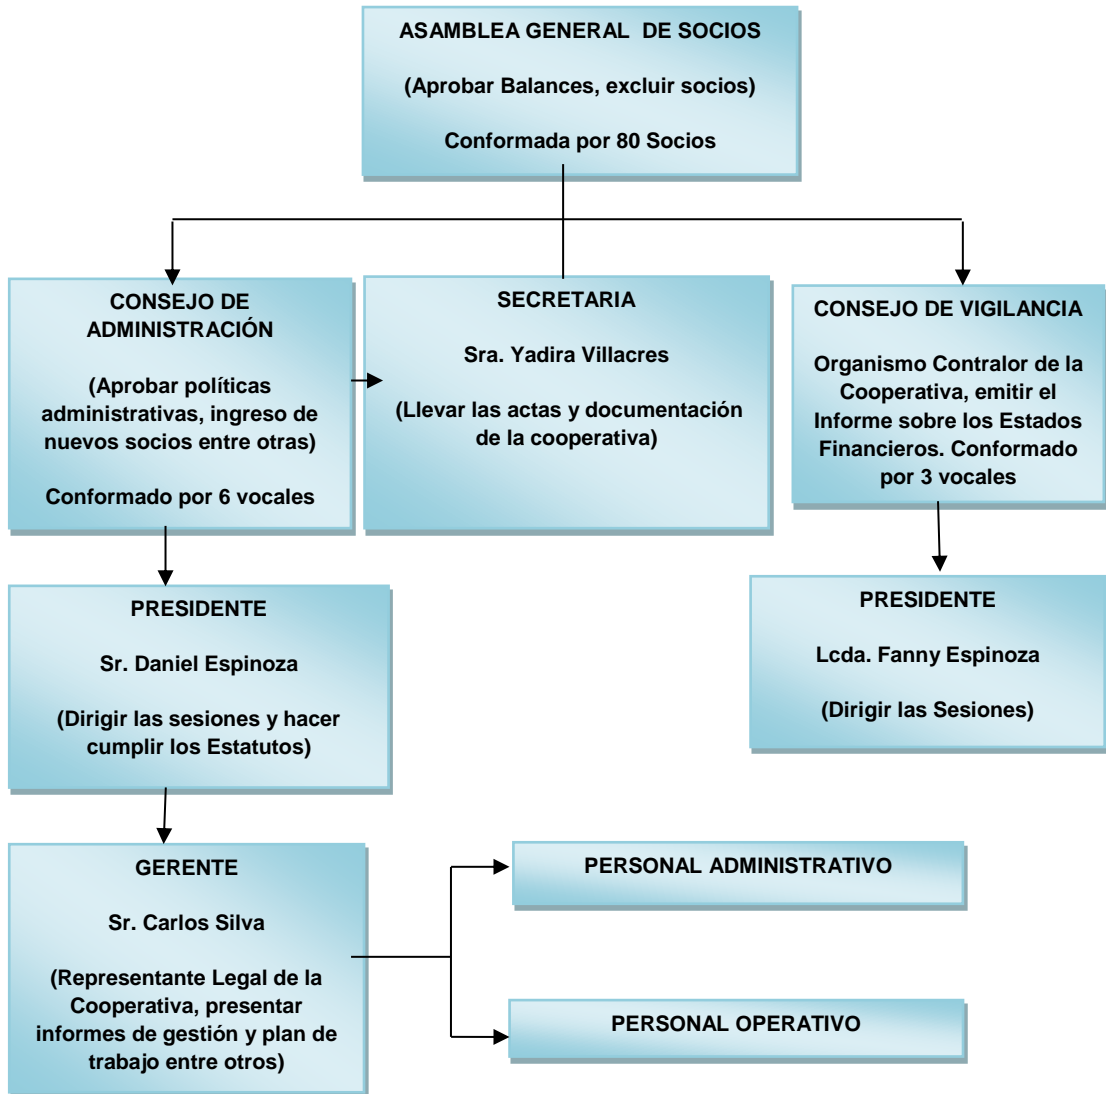 ASAMBLEA GENERAL DE SOCIOS
(Aprobar Balances, excluir socios)
Conformada por 80 Socios
CONSEJO DE
ADMINISTRACIÓN
(Aprobar políticas
administrativas, ingreso de
nuevos socios entre otras)
Conformado por 6 vocales
SECRETARIA
Sra. Yadira Villacres
(Llevar las actas y documentación
de la cooperativa)
CONSEJO DE VIGILANCIA
Organismo Contralor de la
Cooperativa, emitir el
Informe sobre los Estados
Financieros. Conformado
por 3 vocales
PRESIDENTE
Sr. Daniel Espinoza
(Dirigir las sesiones y hacer
cumplir los Estatutos)
PRESIDENTE
Lcda. Fanny Espinoza
(Dirigir las Sesiones)
GERENTE
Sr. Carlos Silva
(Representante Legal de la
Cooperativa, presentar
informes de gestión y plan de
trabajo entre otros)
PERSONAL ADMINISTRATIVO
PERSONAL OPERATIVO